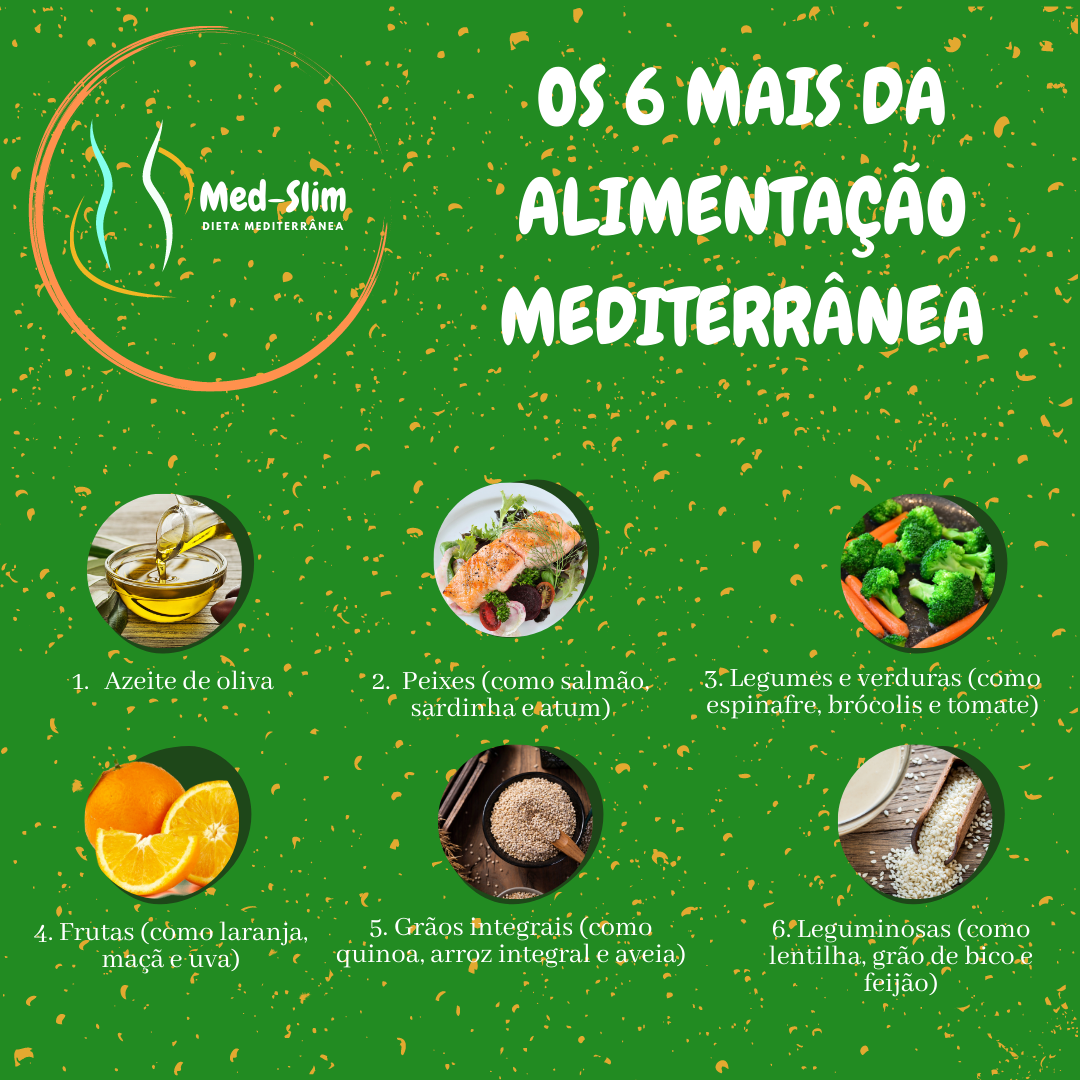 Med-Slim
DIETA MEDITERRÂNEA
OS 6 MAIS DA
ALIMENTAÇÃO
MEDITERRÂNEA
1. Azeite de oliva
2. Peixes (como salmão,
sardinha e atum)
3. Legumes e verduras (como
espinafre, brócolis e tomate)
4. Frutas (como laranja,
maçã e uva)
5. Grãos integrais (como
quinoa, arroz integral e aveia)
6. Leguminosas (como
lentilha, grão de bico e
feijão)